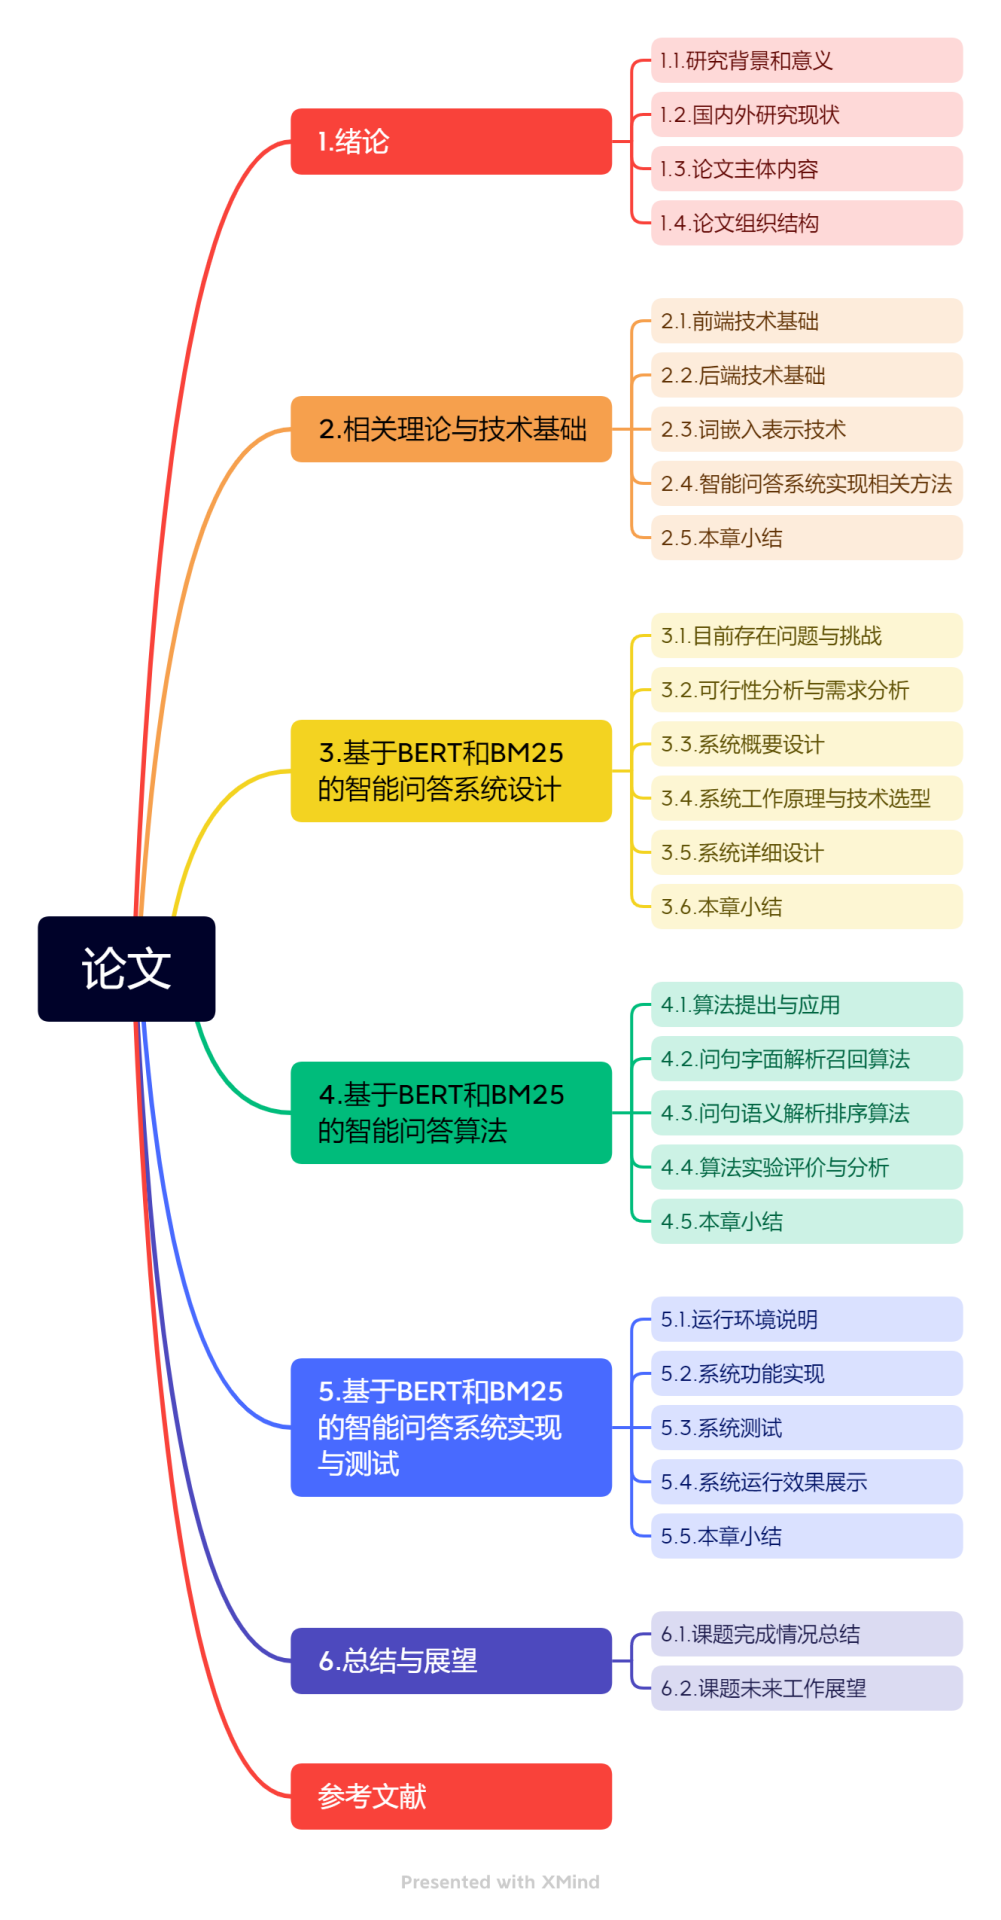 论文
1.绪论
1.1.研究背景和意义
1.2.国内外研究现状
1.3.论文主体内容
1.4.论文组织结构
2.相关理论与技术基础
2.1.前端技术基础
2.2.后端技术基础
2.3.词嵌入表示技术
2.4.智能问答系统实现相关方法
2.5.本章小结
3.基于BERT和BM25
的智能问答系统设计
3.1.目前存在问题与挑战
3.2.可行性分析与需求分析
3.3.系统概要设计
3.4.系统工作原理与技术选型
3.5.系统详细设计
3.6.本章小结
4.基于BERT和BM25
的智能问答算法
4.1.算法提出与应用
4.2.问句字面解析召回算法
4.3.问句语义解析排序算法
4.4.算法实验评价与分析
4.5.本章小结
5.基于BERT和BM25
的智能问答系统实现
与测试
5.1.运行环境说明
5.2.系统功能实现
5.3.系统测试
5.4.系统运行效果展示
5.5.本章小结
6.总结与展望
6.1.课题完成情况总结
6.2.课题未来工作展望
参考文献
Presented with XMind